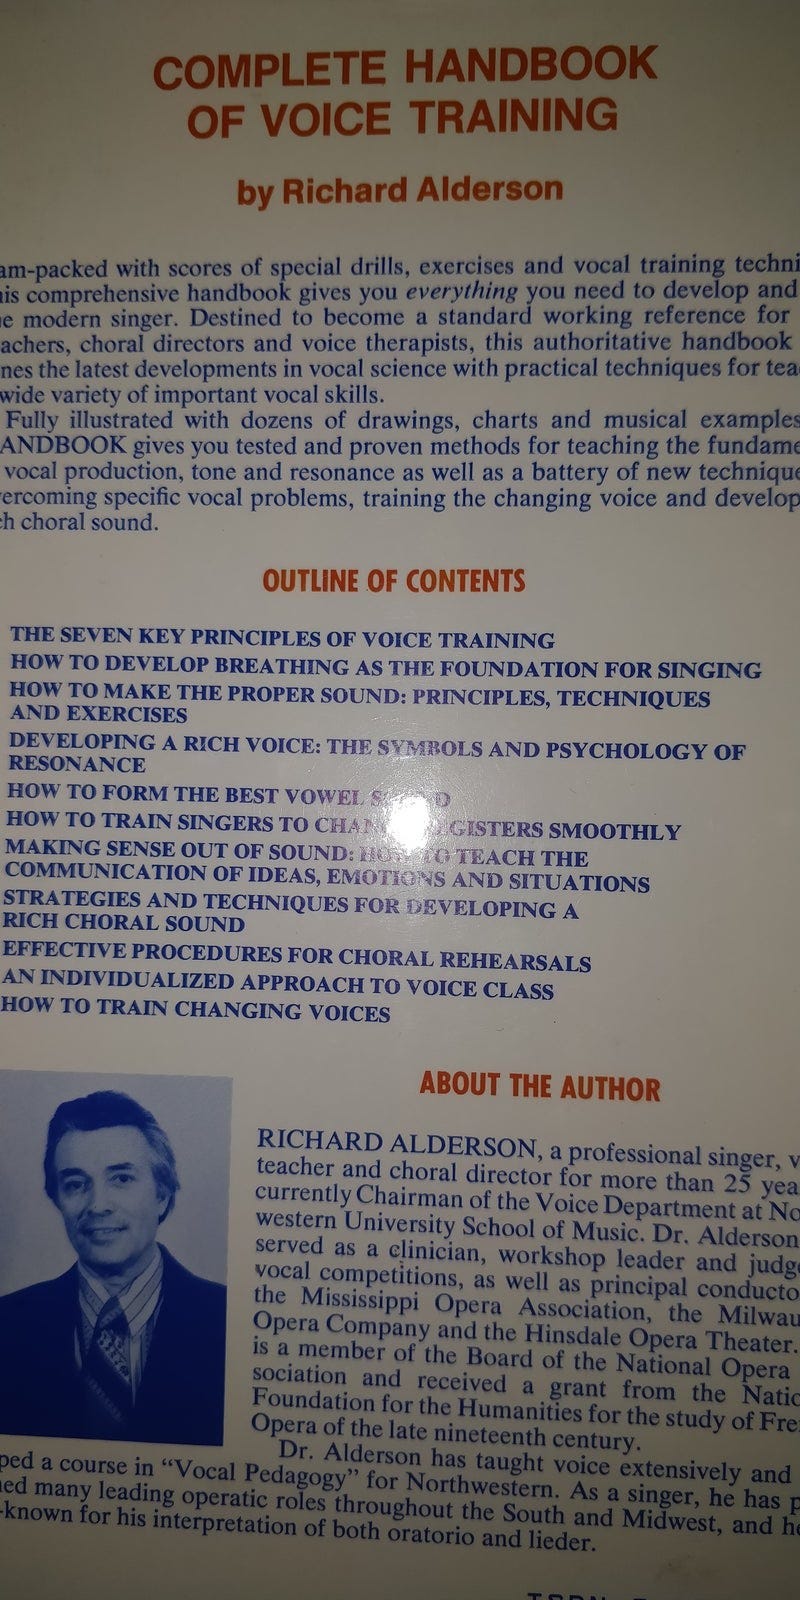 COMPLETE HANDBOOK
OF VOICE TRAINING
by Richard Alderson
am-packed with scores of special drills, exercises and vocal training techni
is comprehensive handbook gives you everything you need to develop and
e modern singer. Destined to become a standard working reference for
achers, choral directors and voice therapists, this authoritative handbook
nes the latest developments in vocal science with practical techniques for tea
wide variety of important vocal skills.
Fully illustrated with dozens of drawings, charts and musical examples
ANDBOOK gives you tested and proven methods for teaching the fundame
vocal production, tone and resonance as well as a battery of new technique
ercoming specific vocal problems, training the changing voice and develop
ch choral sound.
OUTLINE OF CONTENTS
THE SEVEN KEY PRINCIPLES OF VOICE TRAINING
HOW TO DEVELOP BREATHING AS THE FOUNDATION FOR SINGING
HOW TO MAKE THE PROPER SOUND: PRINCIPLES, TECHNIQUES
AND EXERCISES
DEVELOPING A RICH VOICE: THE SYMBOLS AND PSYCHOLOGY OF
RESONANCE
HOW TO FORM THE BEST VOWEL
HOW TO TRAIN SINGERS TO SMOOTHLY
MAKING SENSE OUT OF SOUND: HOW TO TEACH THE
COMMUNICATION OF IDEAS, EMOTIONS AND SITUATIONS
STRATEGIES AND TECHNIQUES FOR DEVELOPING A
RICH CHORAL SOUND
EFFECTIVE PROCEDURES FOR CHORAL REHEARSALS
AN INDIVIDUALIZED APPROACH TO VOICE CLASS
HOW TO TRAIN CHANGING VOICES
ABOUT THE AUTHOR
RICHARD ALDERSON, a professional singer, v
teacher and choral director for more than 25 yea
currently Chairman of the Voice Department at No
western University School of Music. Dr. Alderson
served as a clinician, workshop leader and judg
vocal competitions, as well as principal conducto
the Mississippi Opera Association, the Milwau
Opera Company and the Hinsdale Opera Theater.
is a member of the Board of the National Opera
sociation and received a grant from the Natio
Foundation for the Humanities for the study of Fre
Opera of the late nineteenth century.
Dr. Alderson has taught voice extensively and
ped a course in "Vocal Pedagogy" for Northwestern. As a singer, he has p
ed many leading operatic roles throughout the South and Midwest, and he
-known for his interpretation of both oratorio and lieder.